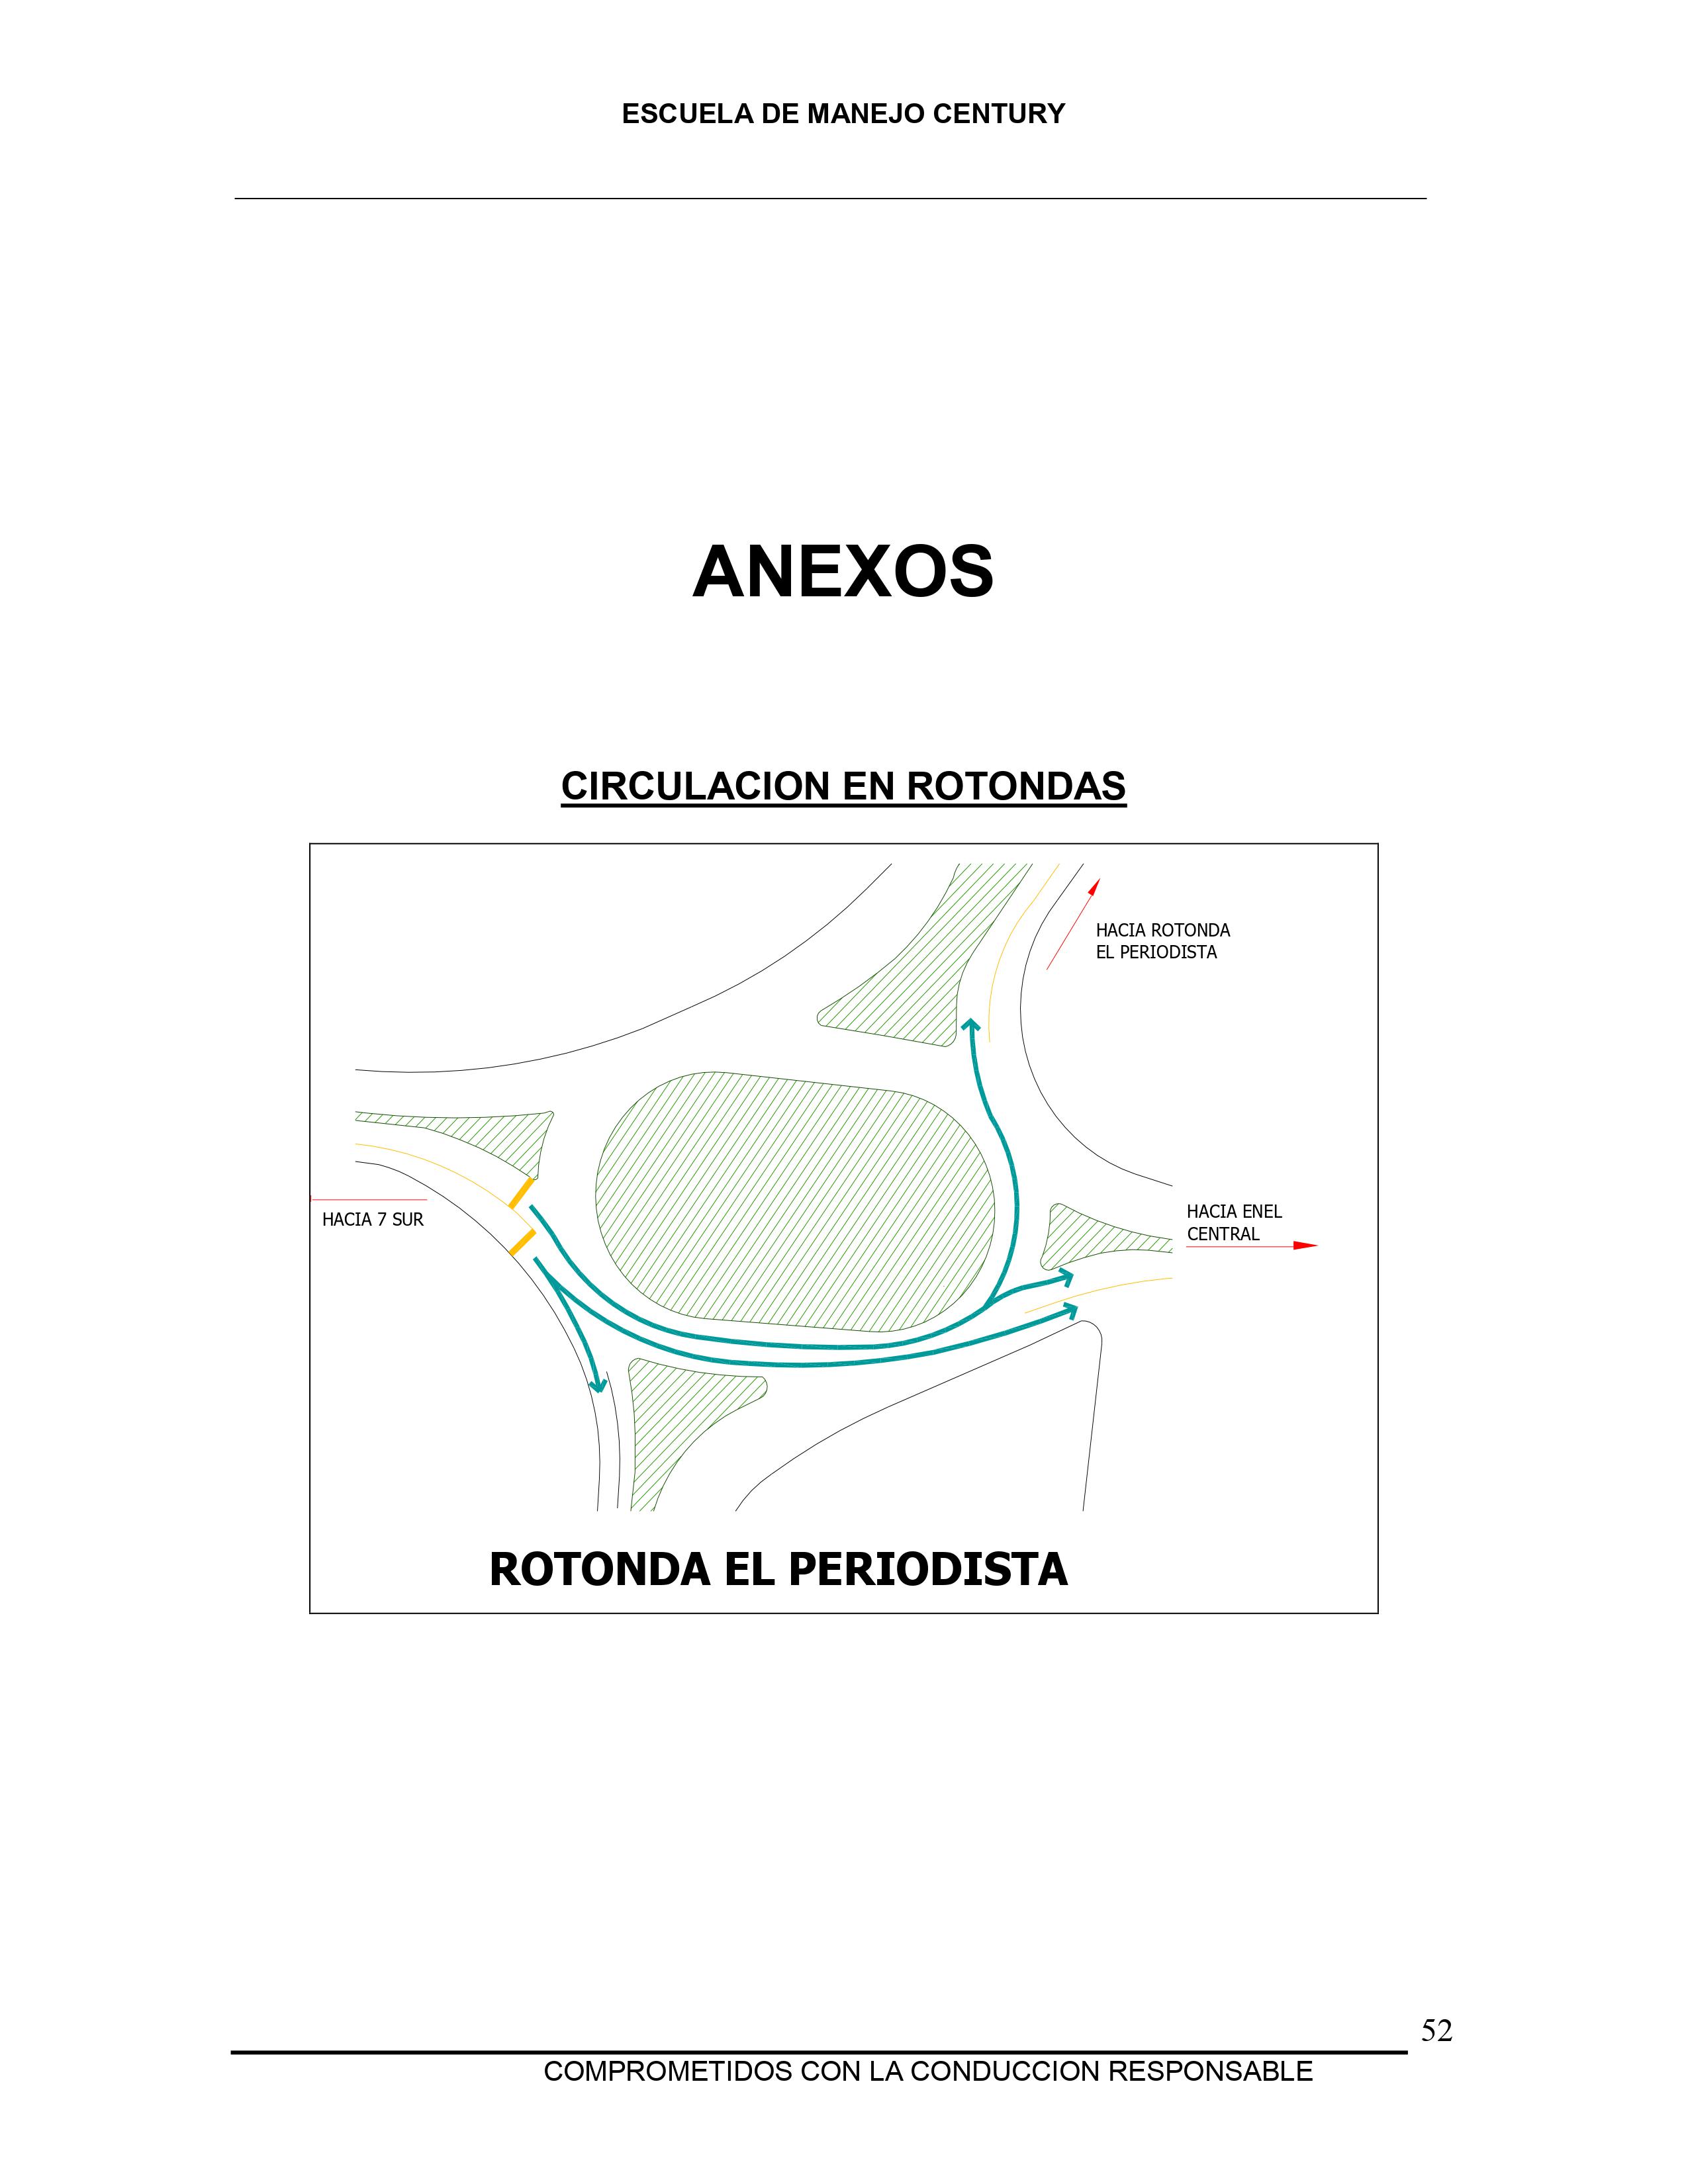 ESCUELA DE MANEJO CENTURY
ANEXOS
CIRCULACION EN ROTONDAS
HACIA ROTONDA
EL PERIODISTA
HACIA 7 SUR
HACIA ENEL
CENTRAL
ROTONDA EL PERIODISTA
52
COMPROMETIDOS CON LA CONDUCCION RESPONSABLE